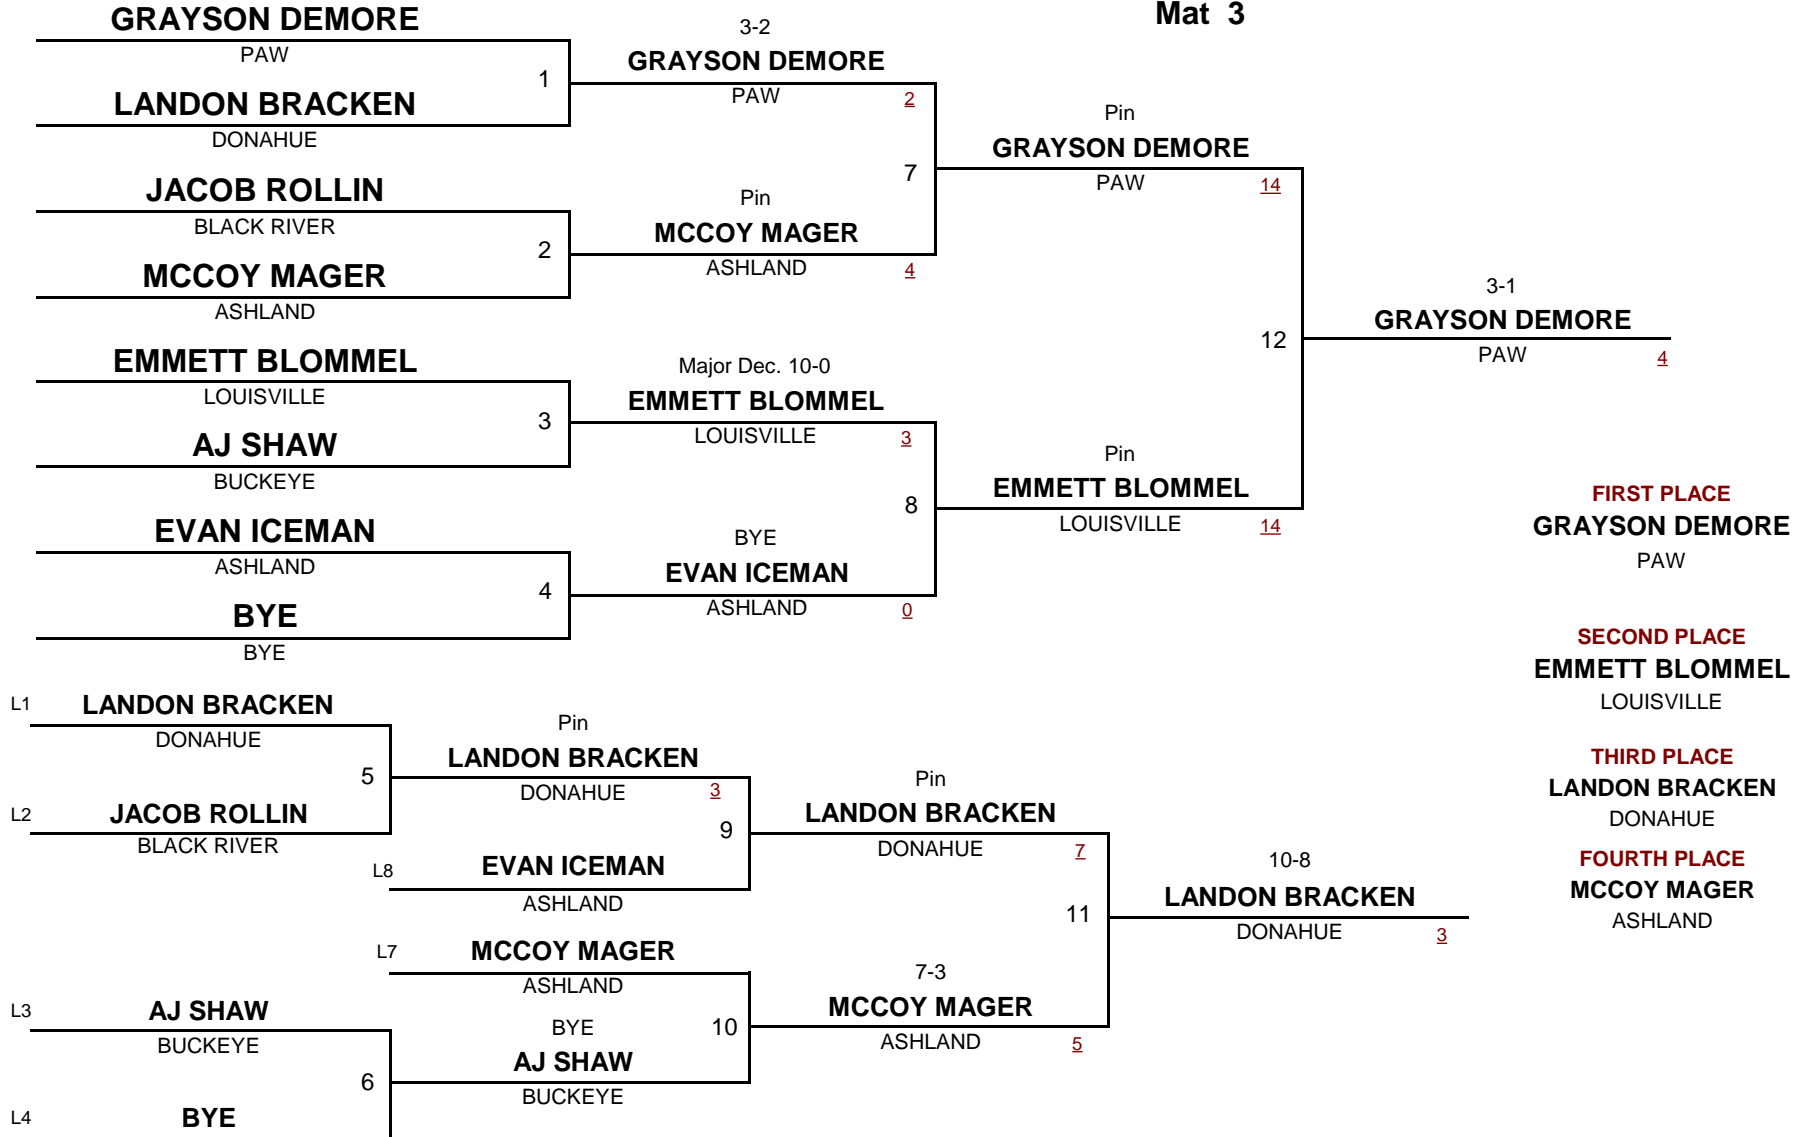 Mat 3
GRAYSON DEMORE
PAW
1
LANDON BRACKEN
DONAHUE
JACOB ROLLIN
BLACK RIVER
2
MCCOY MAGER
ASHLAND
EMMETT BLOMMEL
LOUISVILLE
3
AJ SHAW
BUCKEYE
EVAN ICEMAN
ASHLAND
4
BYE
BYE
3-2
GRAYSON DEMORE
PAW 2
7
Pin
MCCOY MAGER
ASHLAND 4
Major Dec. 10-0
EMMETT BLOMMEL
LOUISVILLE 3
8
BYE
EVAN ICEMAN
ASHLAND 0
Pin
GRAYSON DEMORE
PAW 14
12
Pin
EMMETT BLOMMEL
LOUISVILLE 14
3-1
GRAYSON DEMORE
PAW 4
FIRST PLACE
GRAYSON DEMORE
PAW
SECOND PLACE
EMMETT BLOMMEL
LOUISVILLE
THIRD PLACE
LANDON BRACKEN
DONAHUE
FOURTH PLACE
MCCOY MAGER
ASHLAND
L1 LANDON BRACKEN
DONAHUE
5
L2 JACOB ROLLIN
BLACK RIVER
L3 AJ SHAW
BUCKEYE
6
L4 BYE
Pin
LANDON BRACKEN
DONAHUE 3
9
L8 EVAN ICEMAN
ASHLAND
L7 MCCOY MAGER
ASHLAND
10
BYE
AJ SHAW
BUCKEYE
Pin
LANDON BRACKEN
DONAHUE 7
11
7-3
MCCOY MAGER
ASHLAND 5
10-8
LANDON BRACKEN
DONAHUE 3